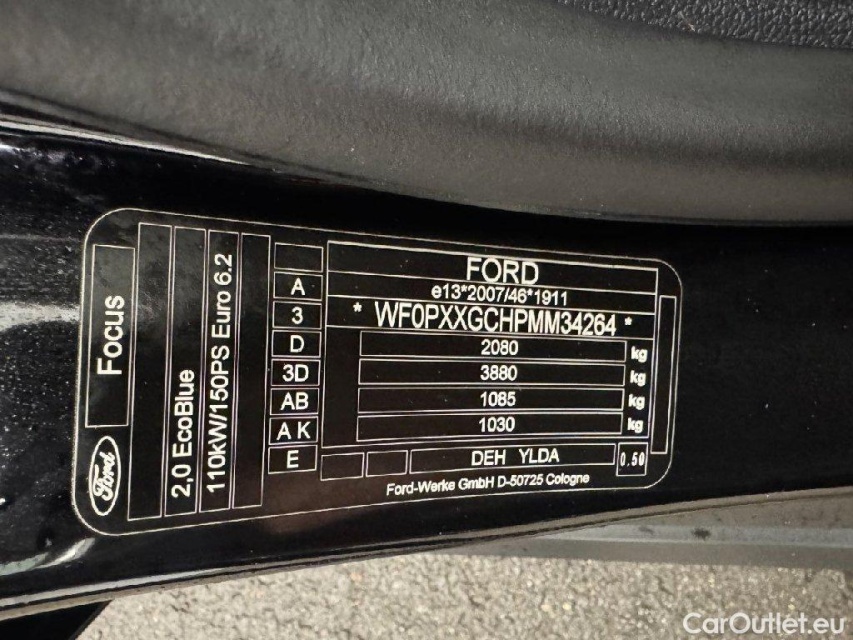 Ford
Focus
2,0 EcoBlue
110kW/150PS Euro 6.2
A
3
D
3D
AB
A K
E
FORD
e13*2007/46*1911
* WF0PXXGCHPMM34264 *
2080 kg
3880 kg
1085 kg
1030 kg
DEH YLDA
0.50
Ford-Werke GmbH D-50725 Cologne
CarOutlet.eu